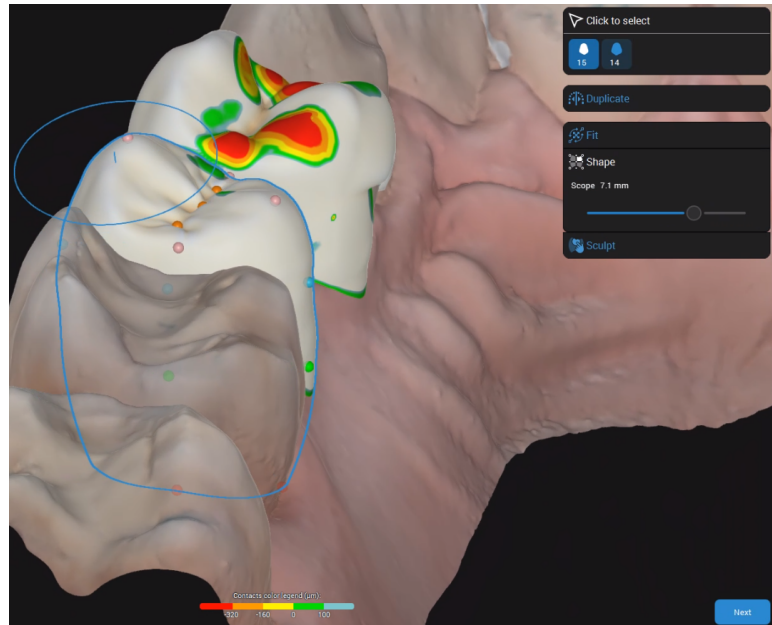 Click to select
15 14
Duplicate
Fit
Shape
Scope 7.1 mm
Sculpt
Contacts color legend (µm)
-320 -160 0 100
Next